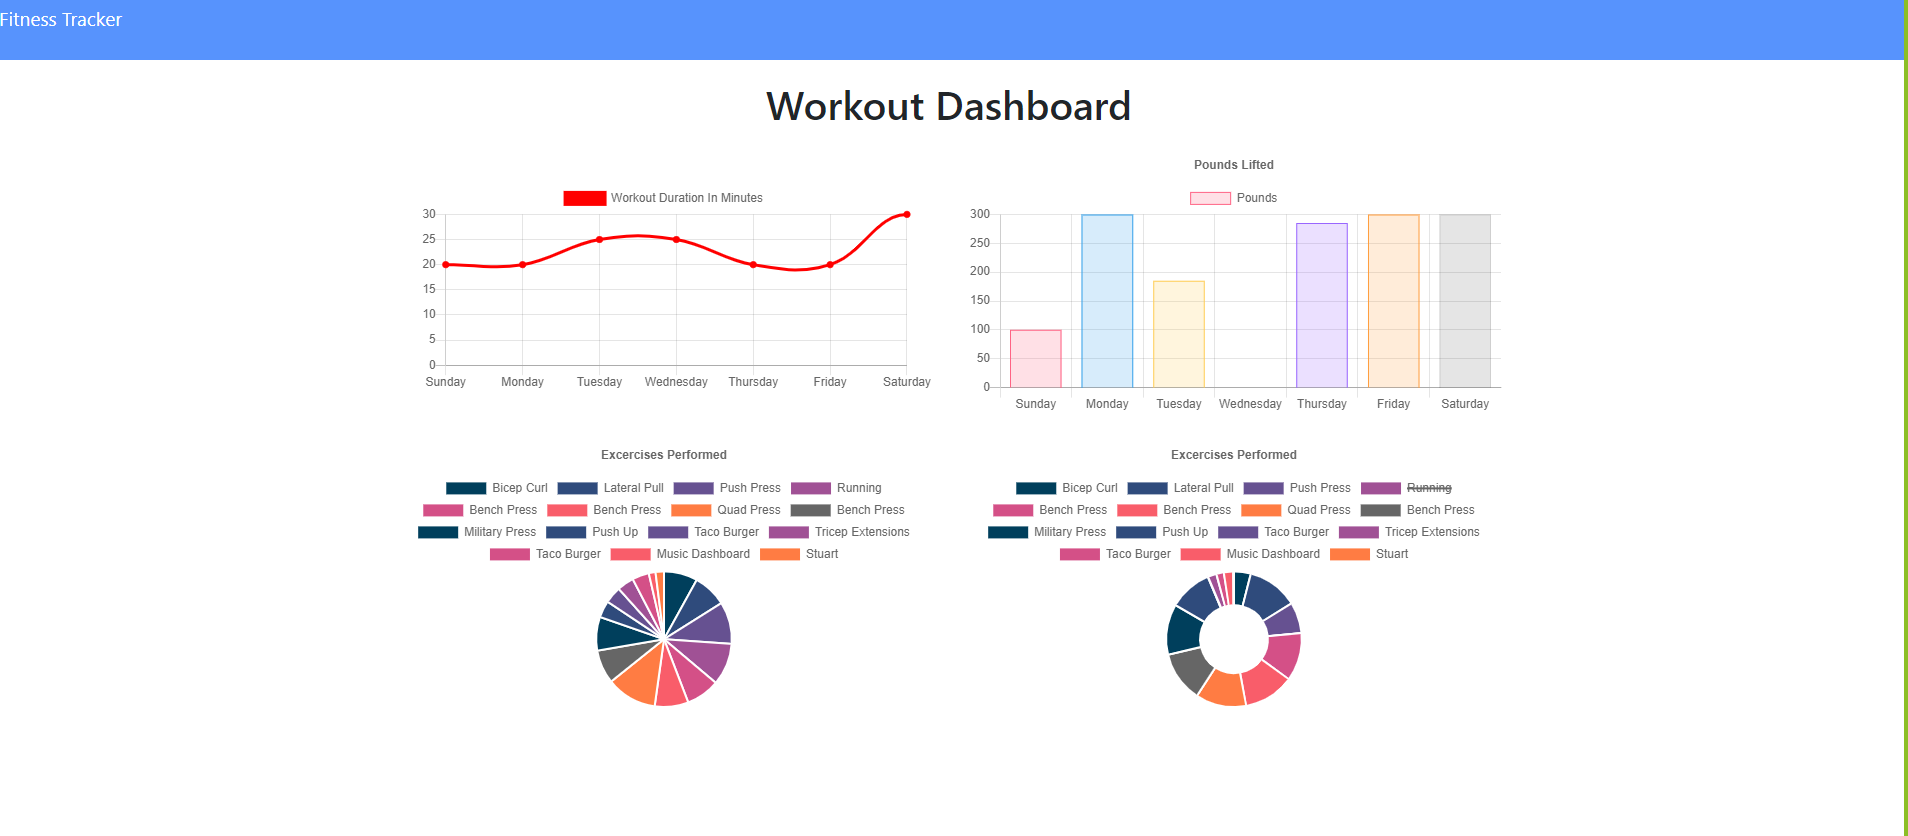 Fitness Tracker
Workout Dashboard
Workout Duration In Minutes
30
25
20
15
10
5
0
Sunday Monday Tuesday Wednesday Thursday Friday Saturday
Pounds Lifted
Pounds
300
250
200
150
100
50
0
Sunday Monday Tuesday Wednesday Thursday Friday Saturday
Excercises Performed
Bicep Curl Lateral Pull Push Press Running
Bench Press Bench Press Quad Press Bench Press
Military Press Push Up Taco Burger Tricep Extensions
Taco Burger Music Dashboard Stuart
Excercises Performed
Bicep Curl Lateral Pull Push Press Running
Bench Press Bench Press Quad Press Bench Press
Military Press Push Up Taco Burger Tricep Extensions
Taco Burger Music Dashboard Stuart